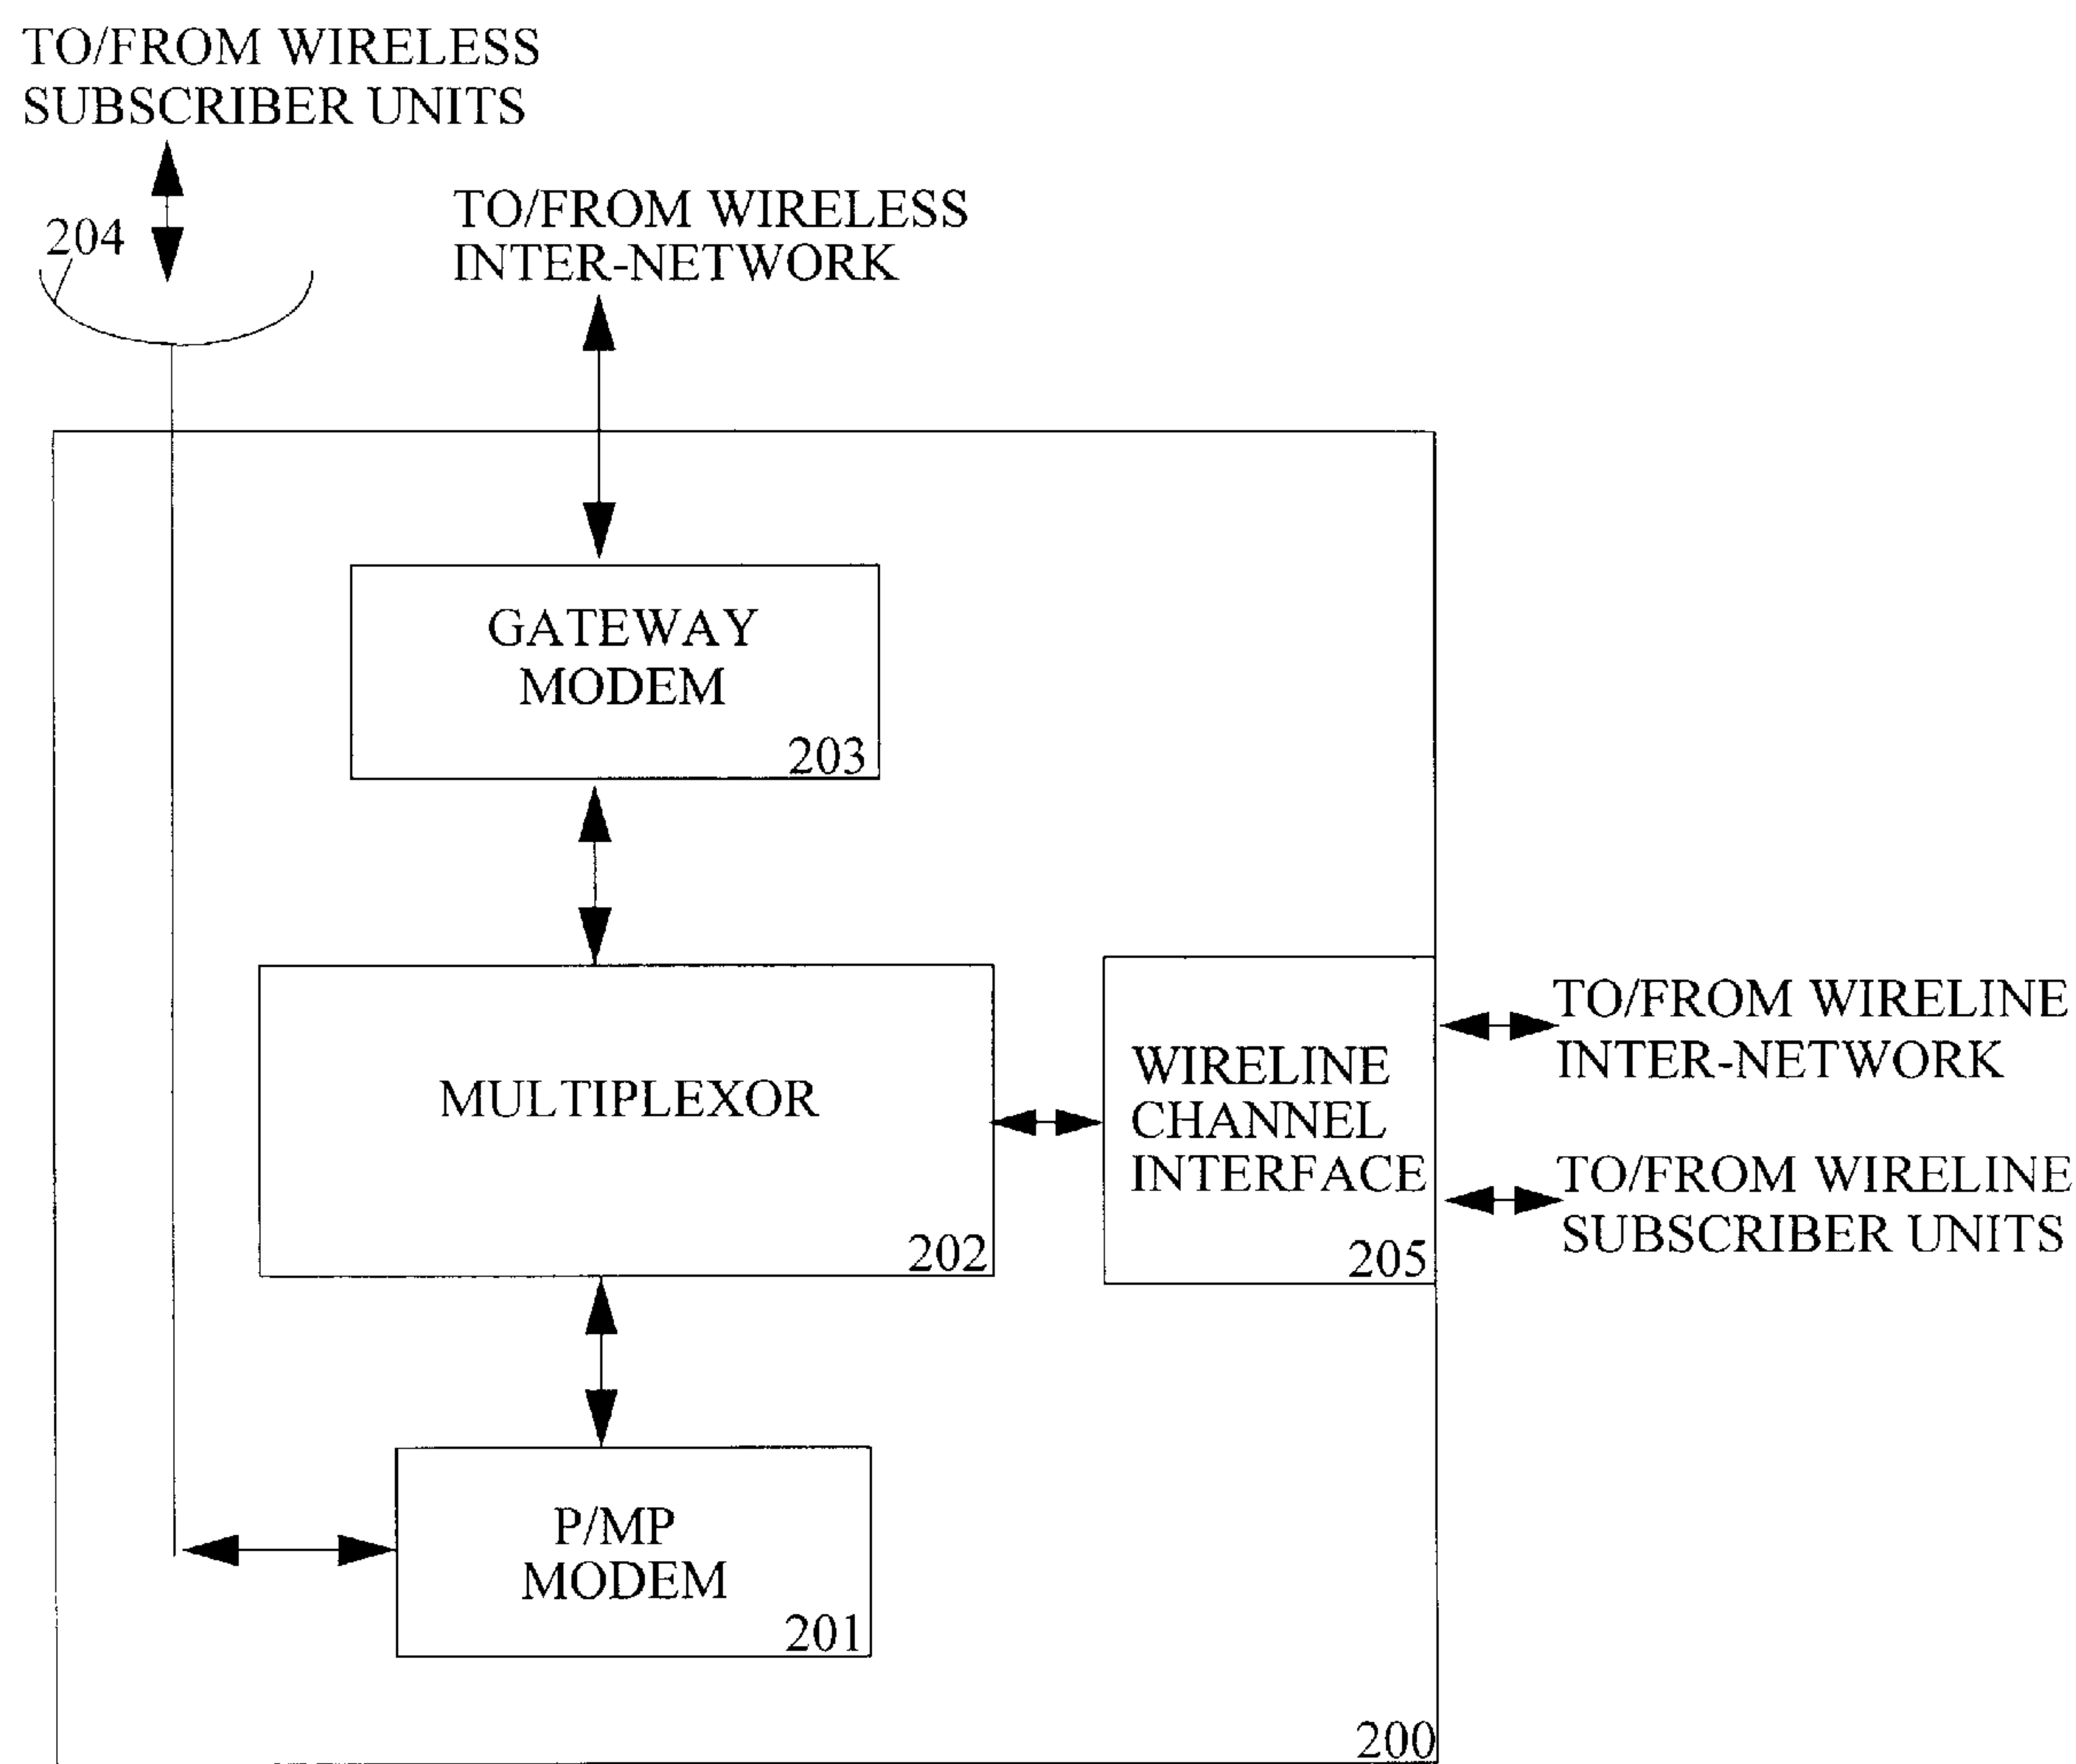 TO/FROM WIRELESS
SUBSCRIBER UNITS
204
TO/FROM WIRELESS
INTER-NETWORK
GATEWAY
MODEM
203
MULTIPLEXOR
202
WIRELINE
CHANNEL
INTERFACE
205
TO/FROM WIRELINE
INTER-NETWORK
TO/FROM WIRELINE
SUBSCRIBER UNITS
P/MP
MODEM
201
200